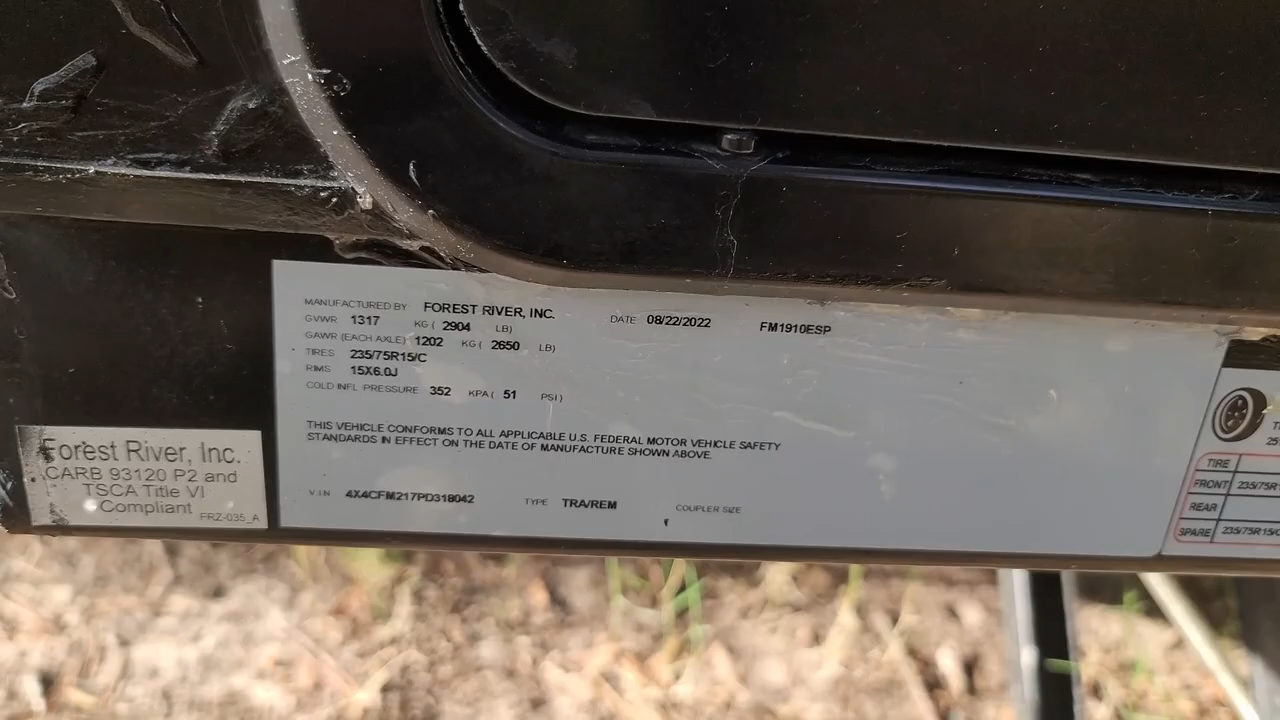 MANUFACTURED BY FOREST RIVER, INC. DATE 08/22/2022 FM1910ESP
GVWR 1317 KG ( 2904 LB)
GAWR (EACH AXLE) 1202 KG ( 2650 LB)
TIRES 235/75R15/C
RIMS 15X6.0J
COLD INFL PRESSURE 352 KPA ( 51 PSI )
THIS VEHICLE CONFORMS TO ALL APPLICABLE U.S. FEDERAL MOTOR VEHICLE SAFETY
STANDARDS IN EFFECT ON THE DATE OF MANUFACTURE SHOWN ABOVE.
VIN 4X4CFM217PD318042 TYPE TRA/REM COUPLER SIZE
Forest River, Inc.
CARB 93120 P2 and
TSCA Title VI
Compliant FRZ-035_A
TIRE
FRONT 235/75R1
REAR
SPARE 235/75R15/C